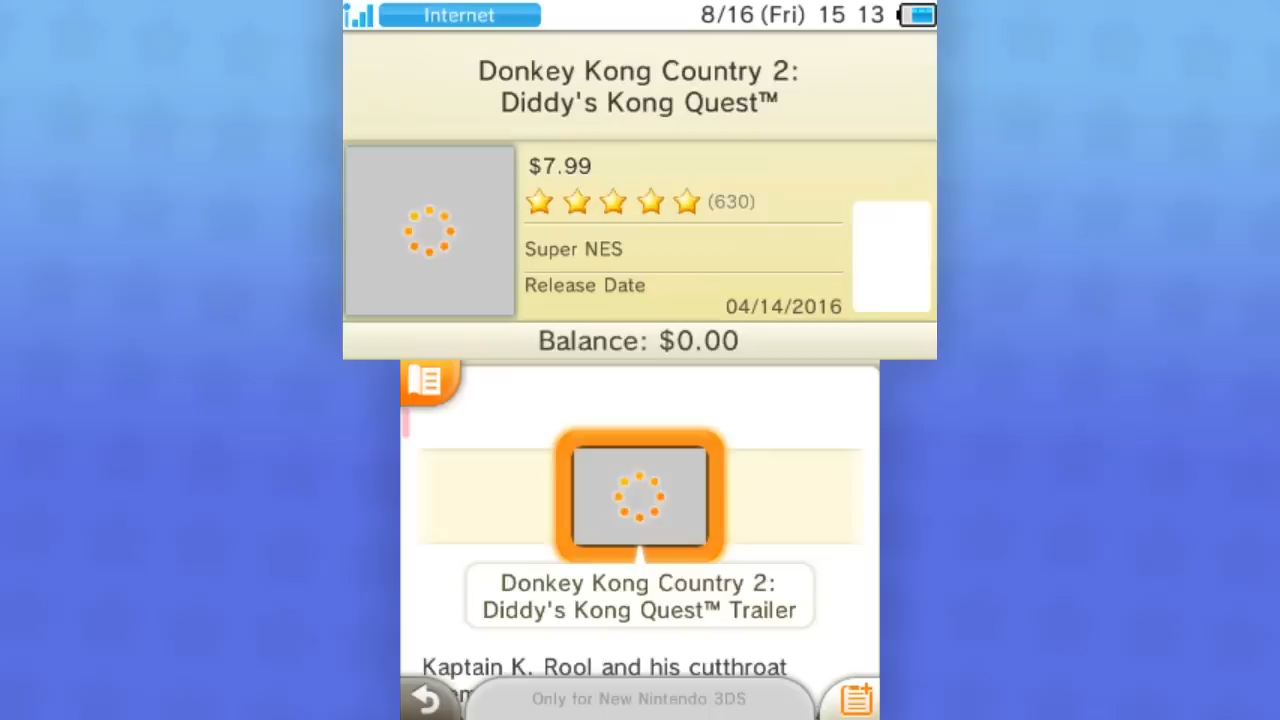 Internet
8/16 (Fri) 15 13
Donkey Kong Country 2:
Diddy's Kong Quest™
$7.99
(630)
Super NES
Release Date
04/14/2016
Balance: $0.00
Donkey Kong Country 2:
Diddy's Kong Quest™ Trailer
Kaptain K. Rool and his cutthroat
Only for New Nintendo 3DS